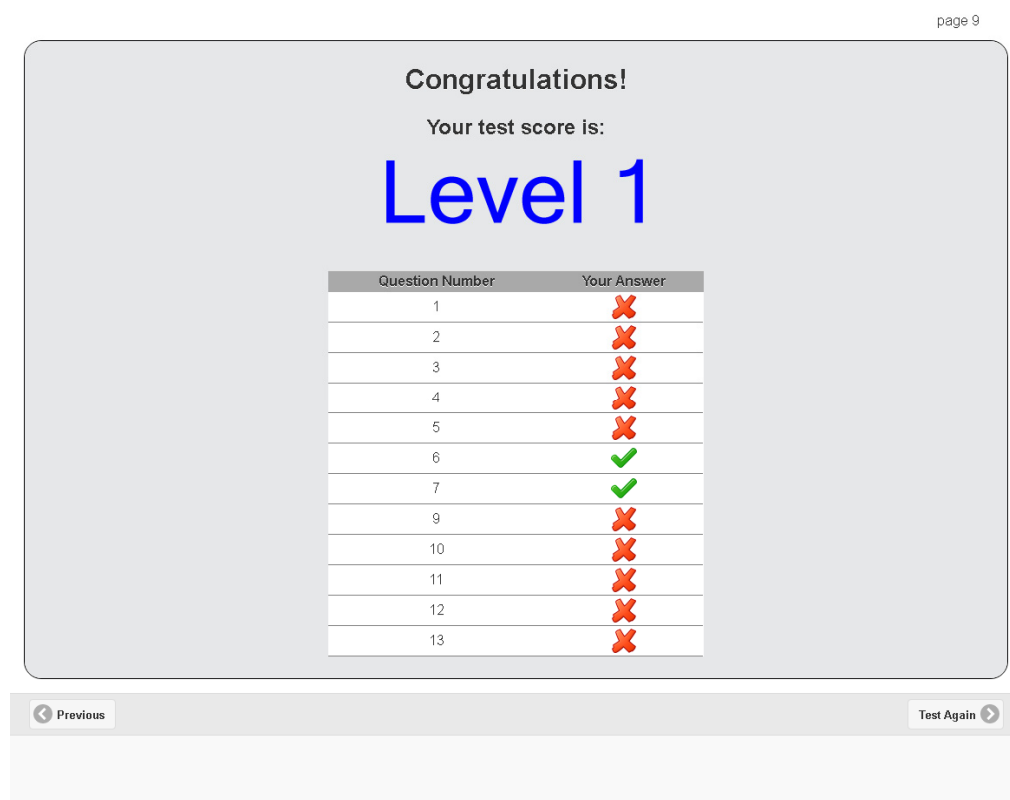 page 9
Congratulations!
Your test score is:
Level 1
Question Number Your Answer
1
2
3
4
5
6
7
9
10
11
12
13
Previous Test Again